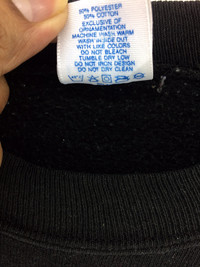 50% POLYESTER
50% COTTON
EXCLUSIVE OF
ORNAMENTATION
MACHINE WASH WARM
WASH INSIDE OUT
WITH LIKE COLORS
DO NOT BLEACH
TUMBLE DRY LOW
DO NOT IRON DESIGN
DO NOT DRY CLEAN